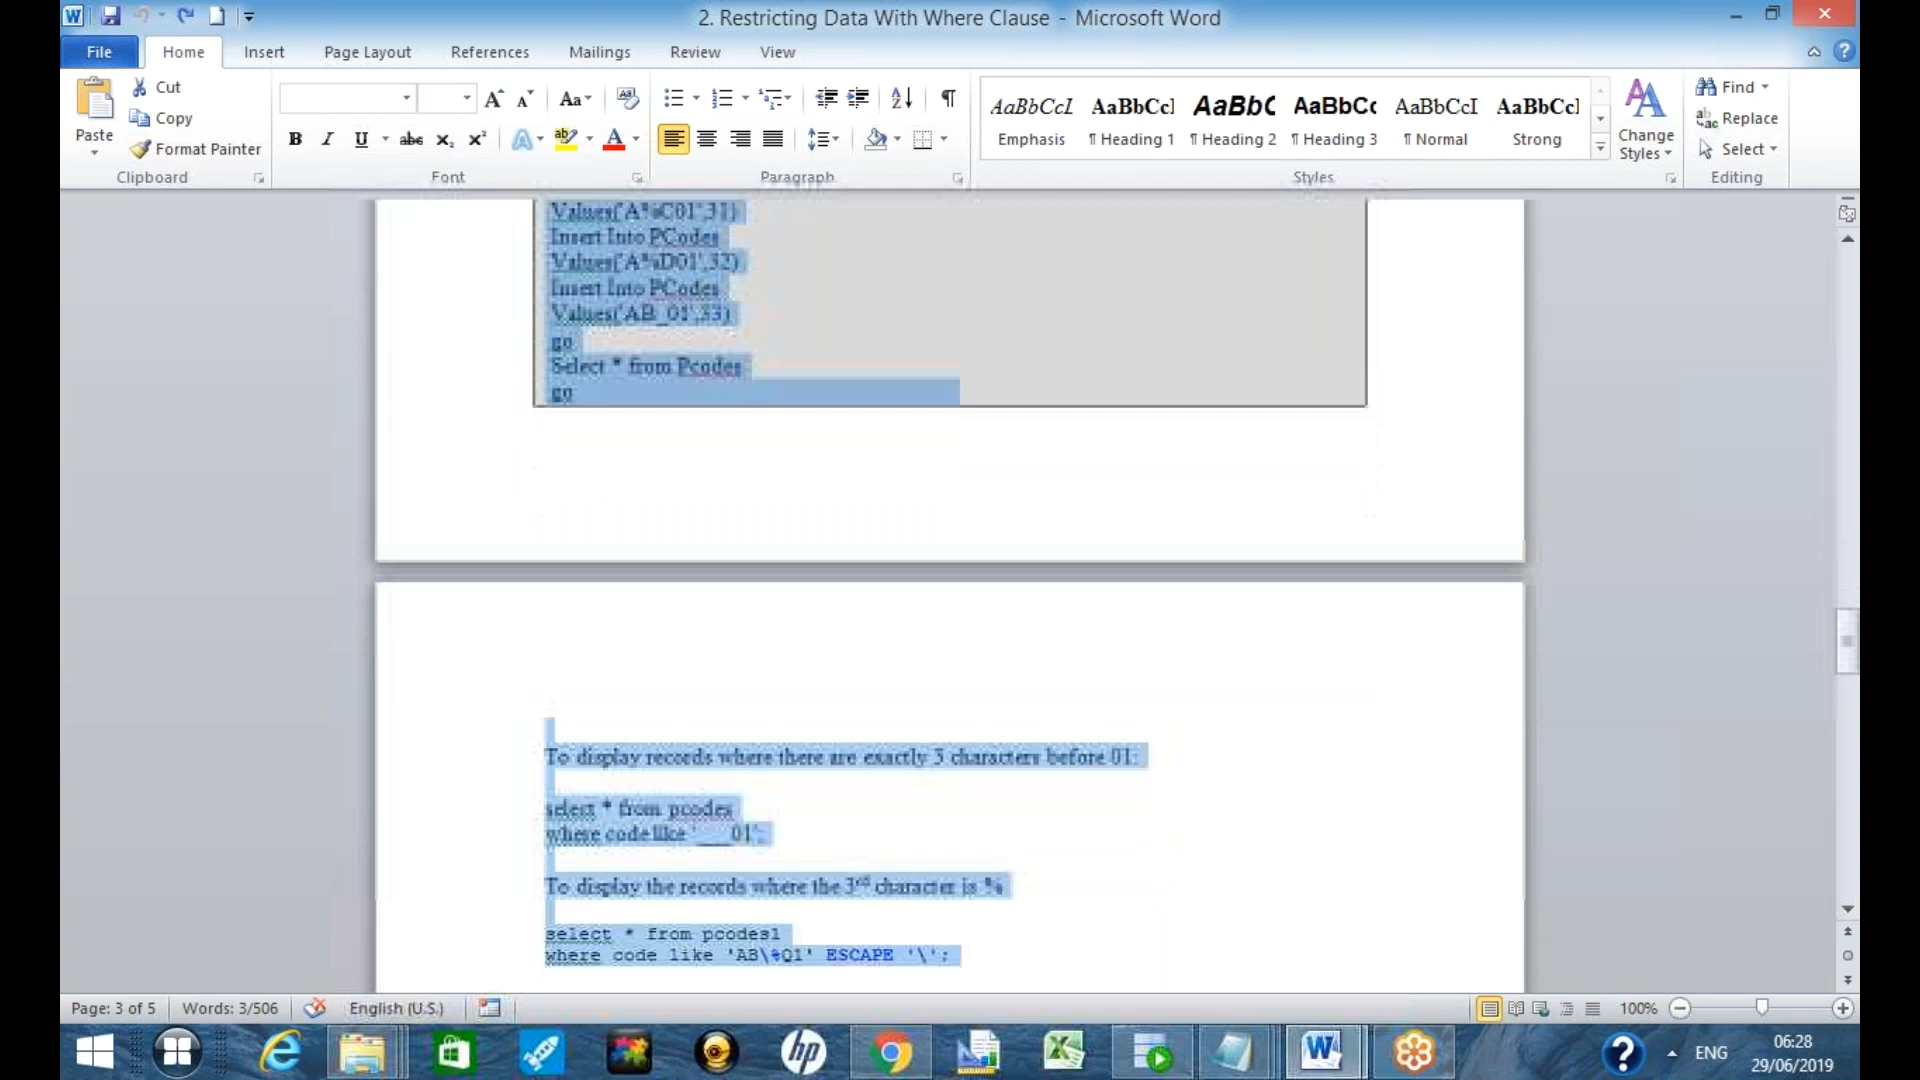 2. Restricting Data With Where Clause - Microsoft Word
File Home Insert Page Layout References Mailings Review View
Paste
Cut
Copy
Format Painter
Clipboard
Font
Paragraph
AaBbCcI AaBbCcI AaBbC AaBbCc AaBbCcI AaBbCcI
Emphasis ¶ Heading 1 ¶ Heading 2 ¶ Heading 3 ¶ Normal Strong
Styles
Change Styles
Find
Replace
Select
Editing
Values('A%C01',31)
Insert Into PCodes
Values('A%D01',32)
Insert Into PCodes
Values('AB_01',33)
go
Select * from Pcodes
go
To display records where there are exactly 3 characters before 01:
select * from pcodes
where code like '___01';
To display the records where the 3rd character is %
select * from pcodes1
where code like 'AB\%Q1' ESCAPE '\';
Page: 3 of 5 Words: 3/506 English (U.S.) 100%
hp
ENG
06:28
29/06/2019